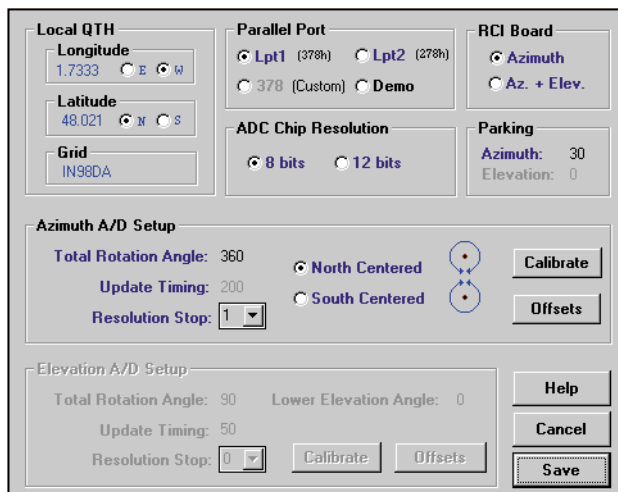 Local QTH
Longitude
1.7333 E W
Latitude
48.021 N S
Grid
IN98DA
Parallel Port
Lpt1 (378h) Lpt2 (278h)
378 (Custom) Demo
ADC Chip Resolution
8 bits 12 bits
RCI Board
Azimuth
Az. + Elev.
Parking
Azimuth: 30
Elevation: 0
Azimuth A/D Setup
Total Rotation Angle: 360
Update Timing: 200
Resolution Stop: 1
North Centered
South Centered
Calibrate
Offsets
Elevation A/D Setup
Total Rotation Angle: 90 Lower Elevation Angle: 0
Update Timing: 50
Resolution Stop: 0 Calibrate Offsets
Help
Cancel
Save